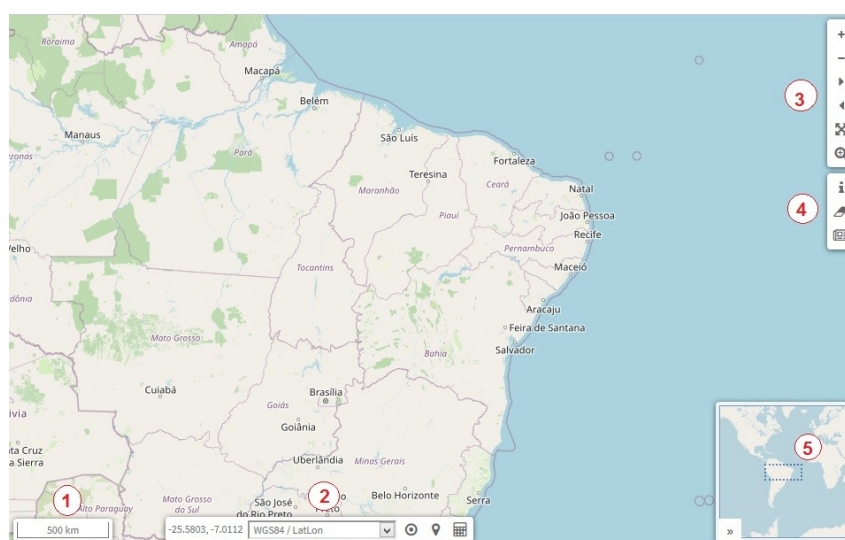 Roraima
Amapá
Macapá
Belém
Manaus
São Luís
Pará
Fortaleza
Teresina
Ceará
Maranhão
Natal
Piauí
João Pessoa
Recife
Pernambuco
Maceió
Tocantins
Aracaju
Feira de Santana
Mato Grosso
Salvador
Bahia
Cuiabá
Brasília
Goiás
Goiânia
Uberlândia
Minas Gerais
Alto Paraguay
Mato Grosso
do Sul
São José
do Rio Preto
Belo Horizonte
Serra
1
2
3
4
5
500 km
-25.5803, -7.0112
WGS84 / LatLon
»